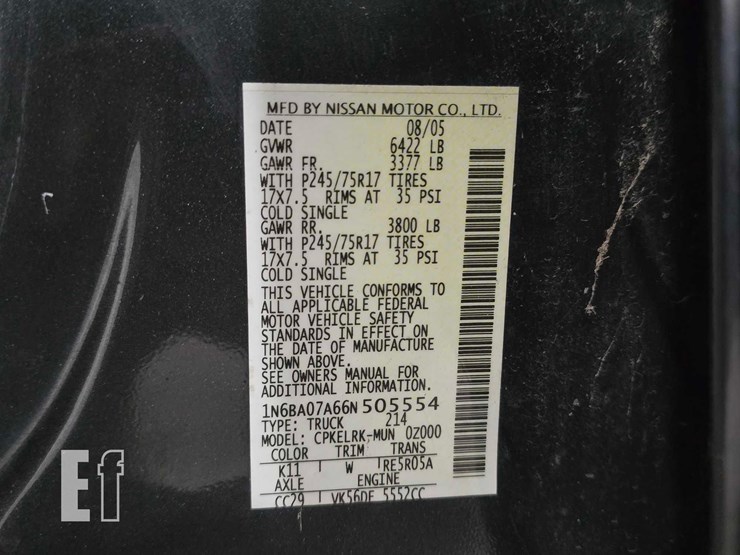 MFD BY NISSAN MOTOR CO., LTD.
DATE 08/05
GVWR 6422 LB
GAWR FR. 3377 LB
WITH P245/75R17 TIRES
17X7.5 RIMS AT 35 PSI
COLD SINGLE
GAWR RR. 3800 LB
WITH P245/75R17 TIRES
17X7.5 RIMS AT 35 PSI
COLD SINGLE
THIS VEHICLE CONFORMS TO
ALL APPLICABLE FEDERAL
MOTOR VEHICLE SAFETY
STANDARDS IN EFFECT ON
THE DATE OF MANUFACTURE
SHOWN ABOVE.
SEE OWNERS MANUAL FOR
ADDITIONAL INFORMATION.
1N6BA07A66N505554
TYPE: TRUCK 214
MODEL: CPKELRK-MUN 0Z000
COLOR TRIM TRANS
K11 W RE5R05A
AXLE ENGINE
CC29 VK56DE 5552CC
Ef